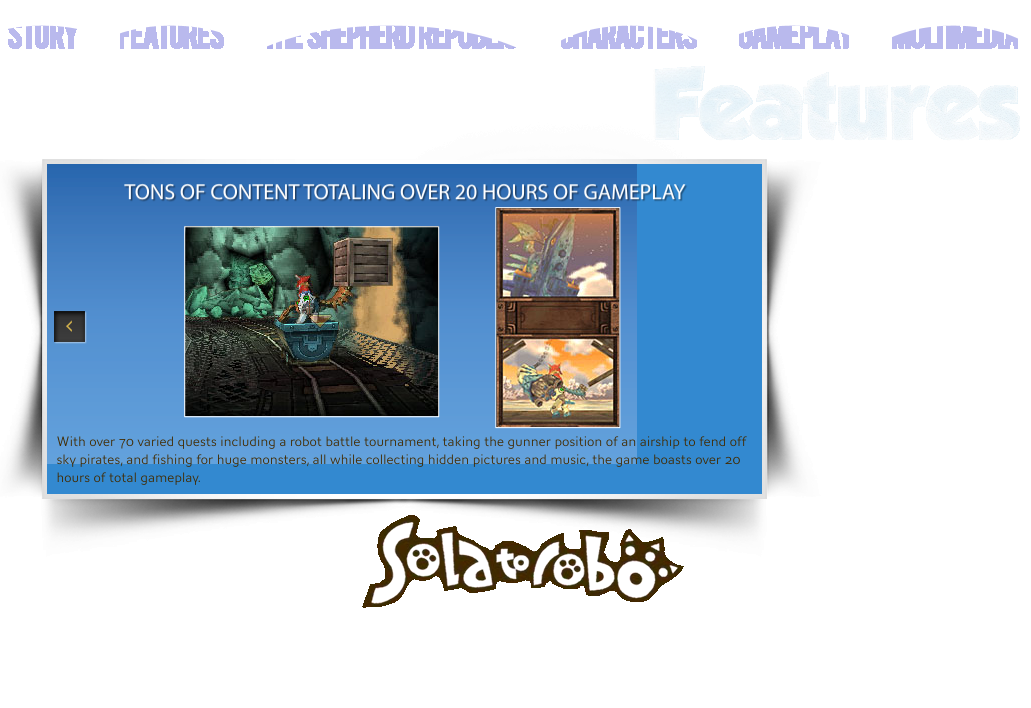 STORY FEATURES THE SHEPHERD REPUBLIC CHARACTERS GAMEPLAY MULTIMEDIA
Features
TONS OF CONTENT TOTALING OVER 20 HOURS OF GAMEPLAY
With over 70 varied quests including a robot battle tournament, taking the gunner position of an airship to fend off
sky pirates, and fishing for huge monsters, all while collecting hidden pictures and music, the game boasts over 20
hours of total gameplay.
Solatorobo